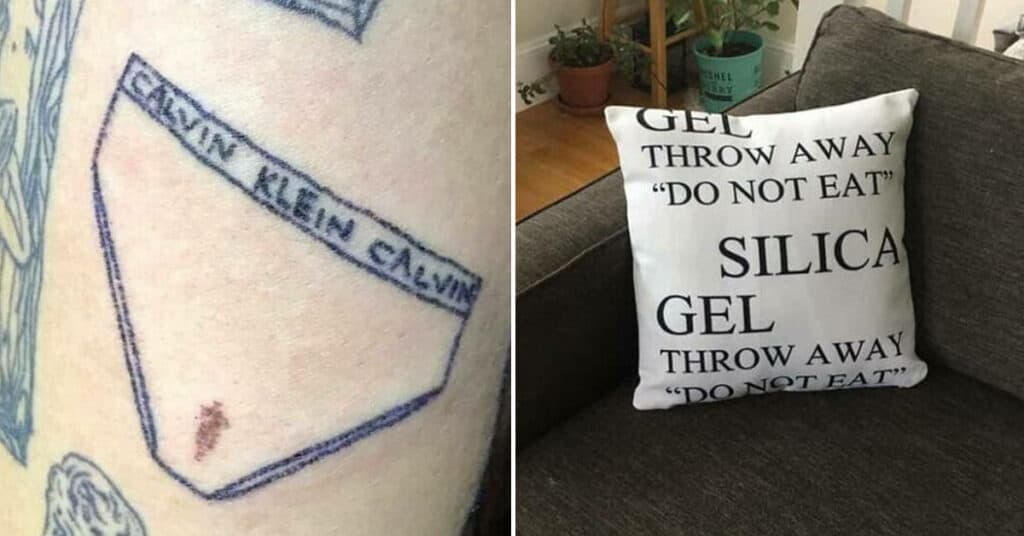 CALVIN KLEIN CALVIN
GEL
THROW AWAY
“DO NOT EAT”
SILICA
GEL
THROW AWAY
“DO NOT EAT”